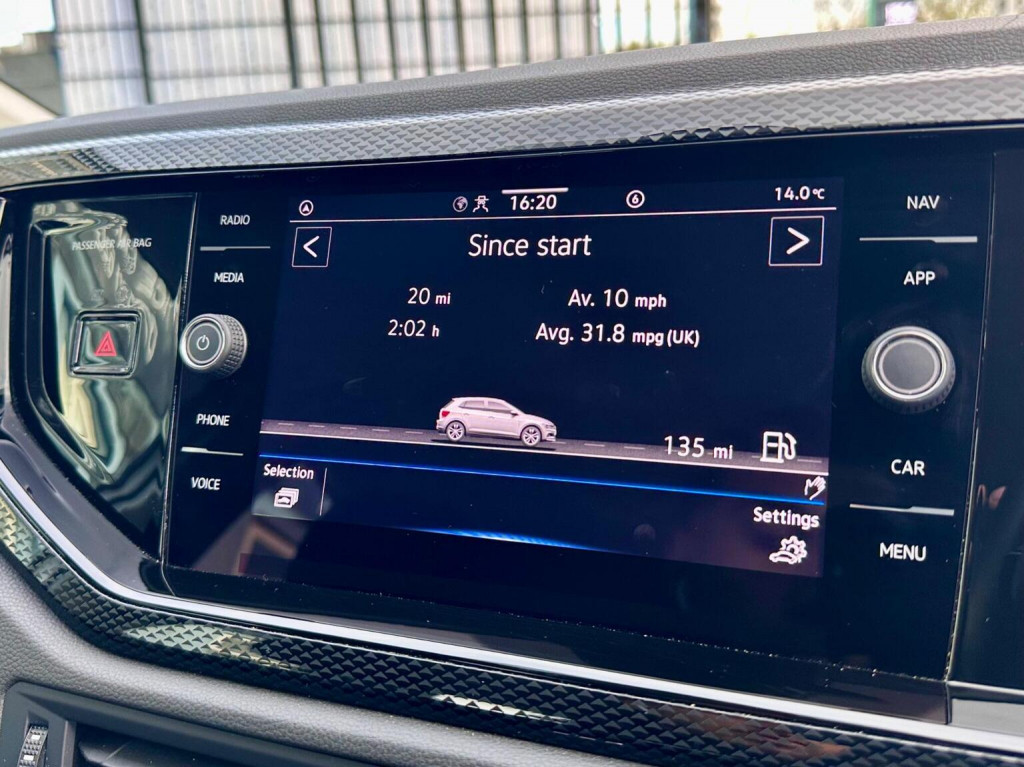 PASSENGER AIR BAG
RADIO
MEDIA
PHONE
VOICE
16:20
6
14.0°C
<
Since start
>
20 mi
Av. 10 mph
2:02 h
Avg. 31.8 mpg(UK)
135 mi
Selection
Settings
NAV
APP
CAR
MENU